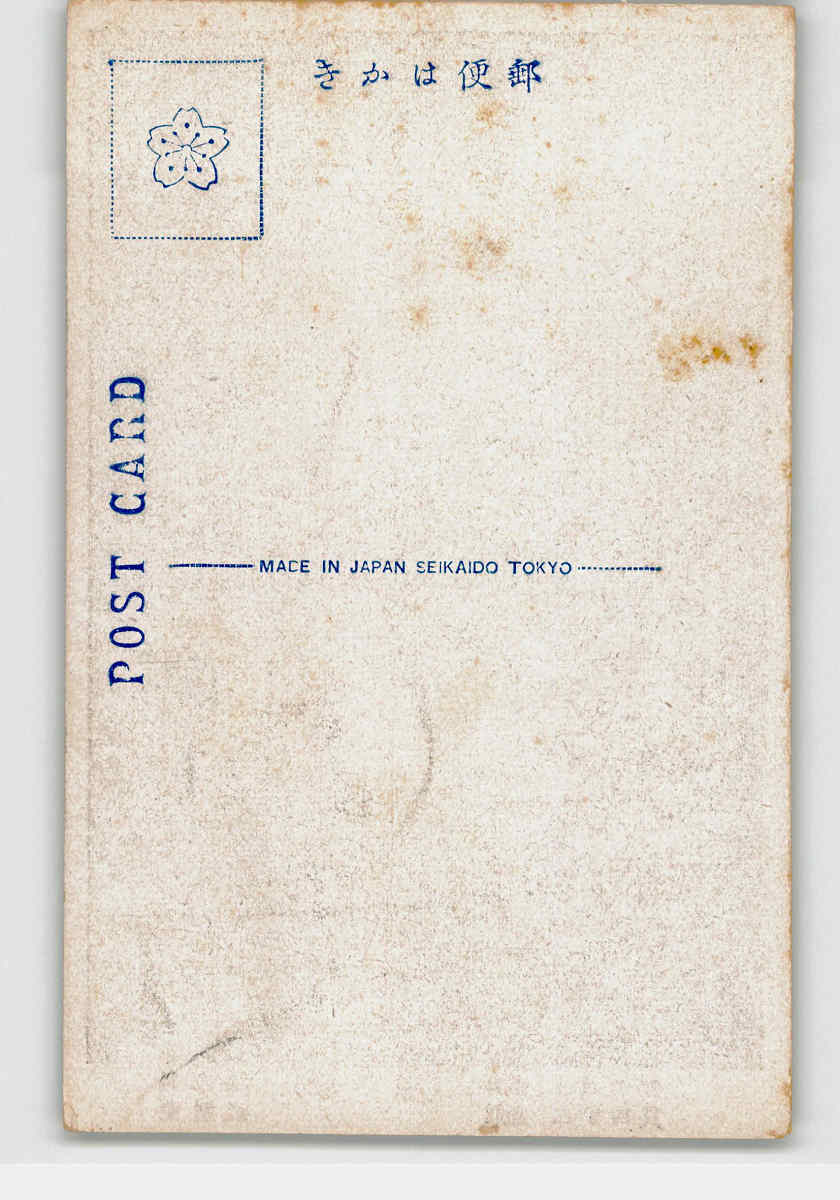 郵便はかき
POST CARD
MADE IN JAPAN SEIKAIDO TOKYO